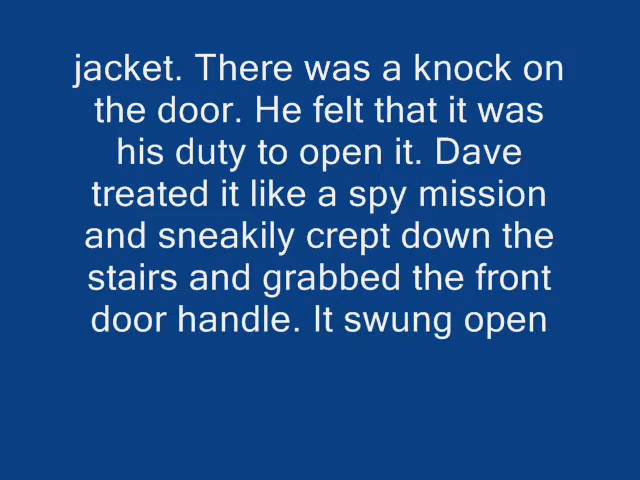 jacket. There was a knock on
the door. He felt that it was
his duty to open it. Dave
treated it like a spy mission
and sneakily crept down the
stairs and grabbed the front
door handle. It swung open